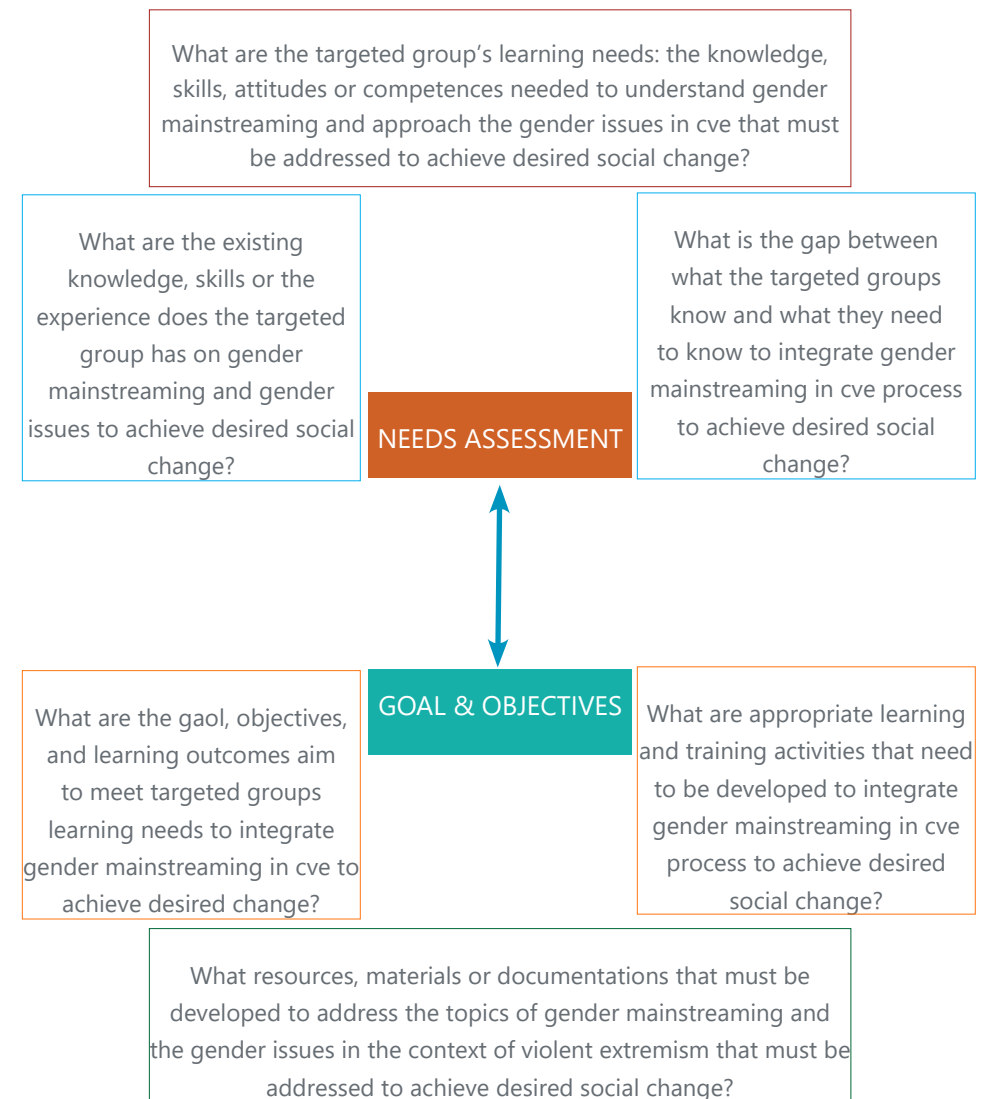 What are the targeted group’s learning needs: the knowledge,
skills, attitudes or competences needed to understand gender
mainstreaming and approach the gender issues in cve that must
be addressed to achieve desired social change?
What are the existing
knowledge, skills or the
experience does the targeted
group has on gender
mainstreaming and gender
issues to achieve desired social
change?
What is the gap between
what the targeted groups
know and what they need
to know to integrate gender
mainstreaming in cve process
to achieve desired social
change?
NEEDS ASSESSMENT
GOAL & OBJECTIVES
What are the gaol, objectives,
and learning outcomes aim
to meet targeted groups
learning needs to integrate
gender mainstreaming in cve to
achieve desired change?
What are appropriate learning
and training activities that need
to be developed to integrate
gender mainstreaming in cve
process to achieve desired
social change?
What resources, materials or documentations that must be
developed to address the topics of gender mainstreaming and
the gender issues in the context of violent extremism that must be
addressed to achieve desired social change?